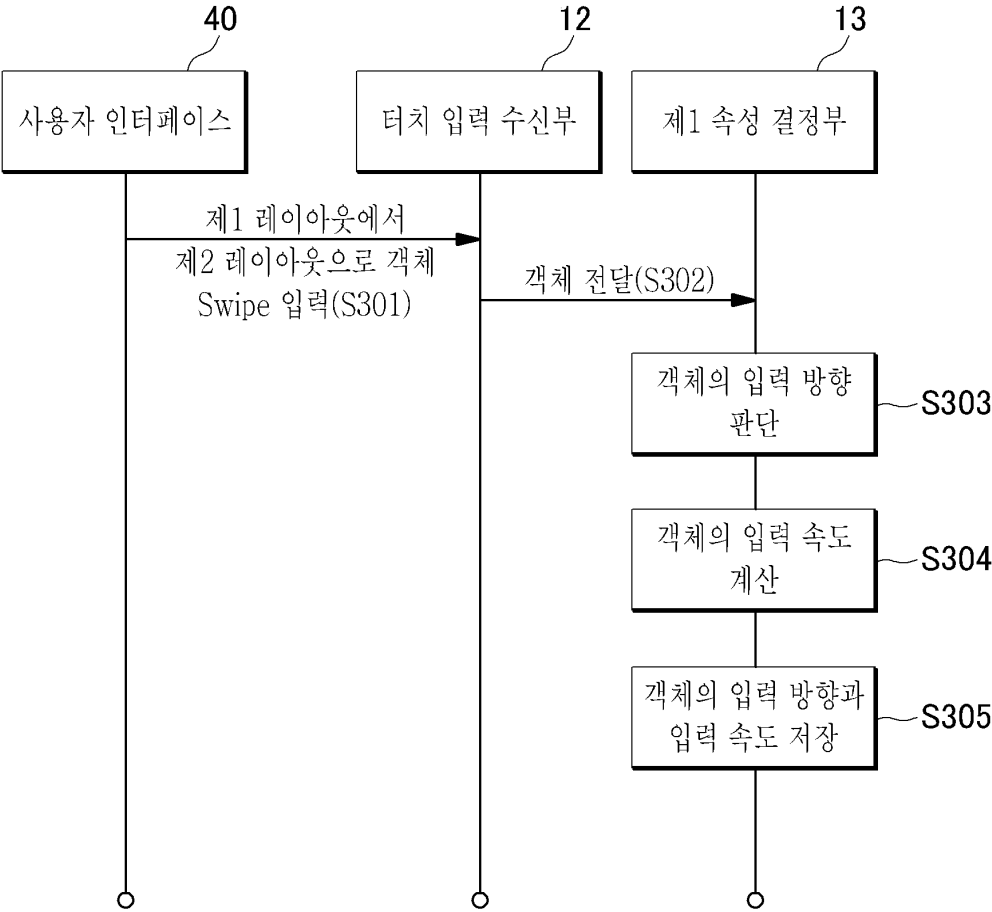 40
12
13
사용자 인터페이스
터치 입력 수신부
제1 속성 결정부
제1 레이아웃에서
제2 레이아웃으로 객체
Swipe 입력(S301)
객체 전달(S302)
객체의 입력 방향
판단
S303
객체의 입력 속도
계산
S304
객체의 입력 방향과
입력 속도 저장
S305